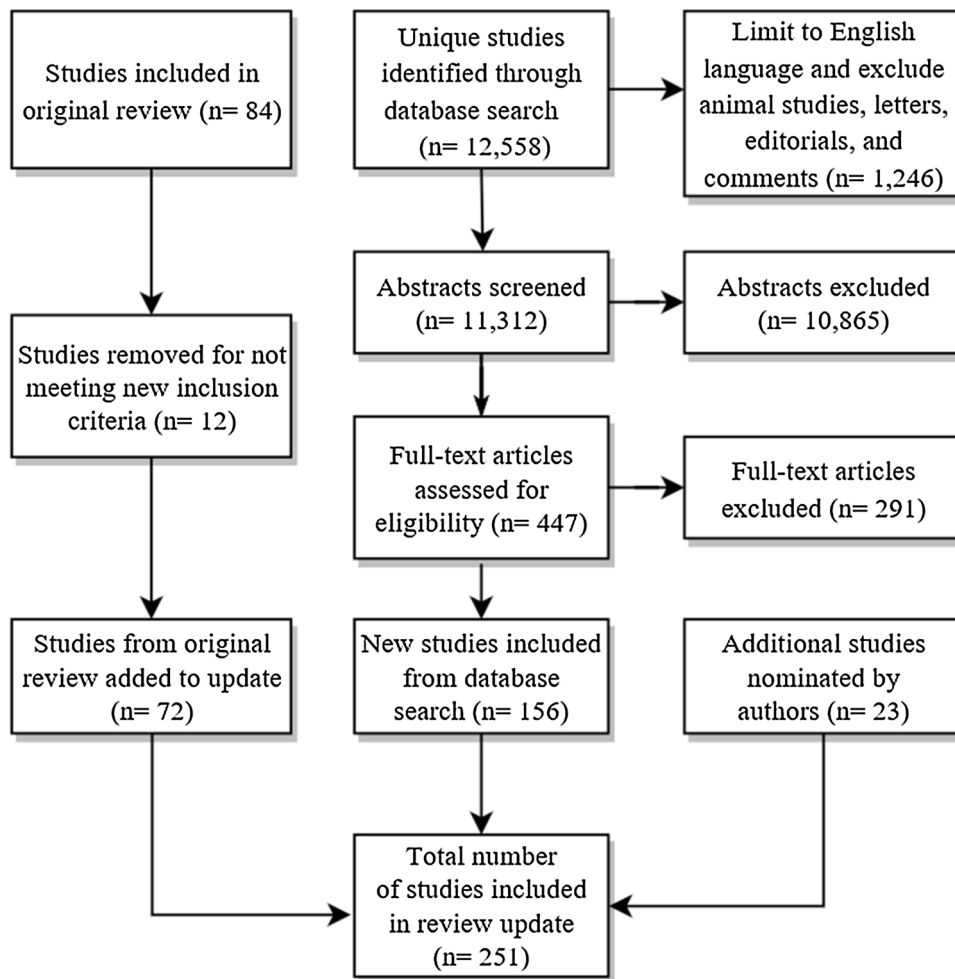 Studies included in
original review (n= 84)
Unique studies
identified through
database search
(n= 12,558)
Limit to English
language and exclude
animal studies, letters,
editorials, and
comments (n= 1,246)
Abstracts screened
(n= 11,312)
Abstracts excluded
(n= 10,865)
Studies removed for not
meeting new inclusion
criteria (n= 12)
Full-text articles
assessed for
eligibility (n= 447)
Full-text articles
excluded (n= 291)
Studies from original
review added to update
(n= 72)
New studies included
from database
search (n= 156)
Additional studies
nominated by
authors (n= 23)
Total number
of studies included
in review update
(n= 251)